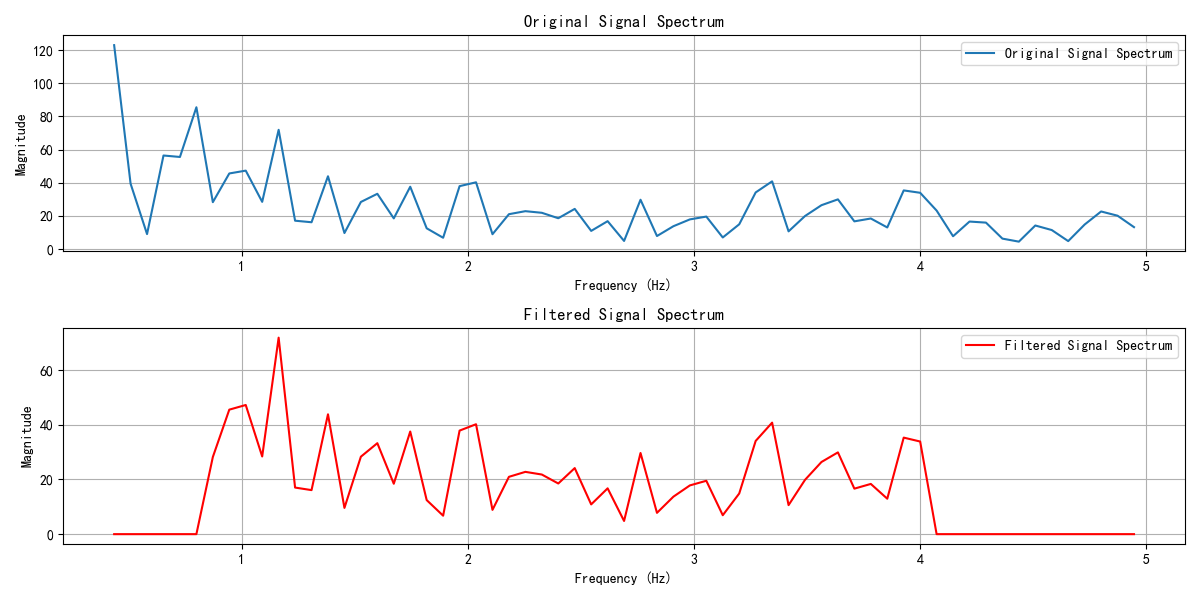 Original Signal Spectrum
Original Signal Spectrum
Magnitude
120
100
80
60
40
20
0
1
2
3
4
5
Frequency (Hz)
Filtered Signal Spectrum
Filtered Signal Spectrum
Magnitude
60
40
20
0
1
2
3
4
5
Frequency (Hz)